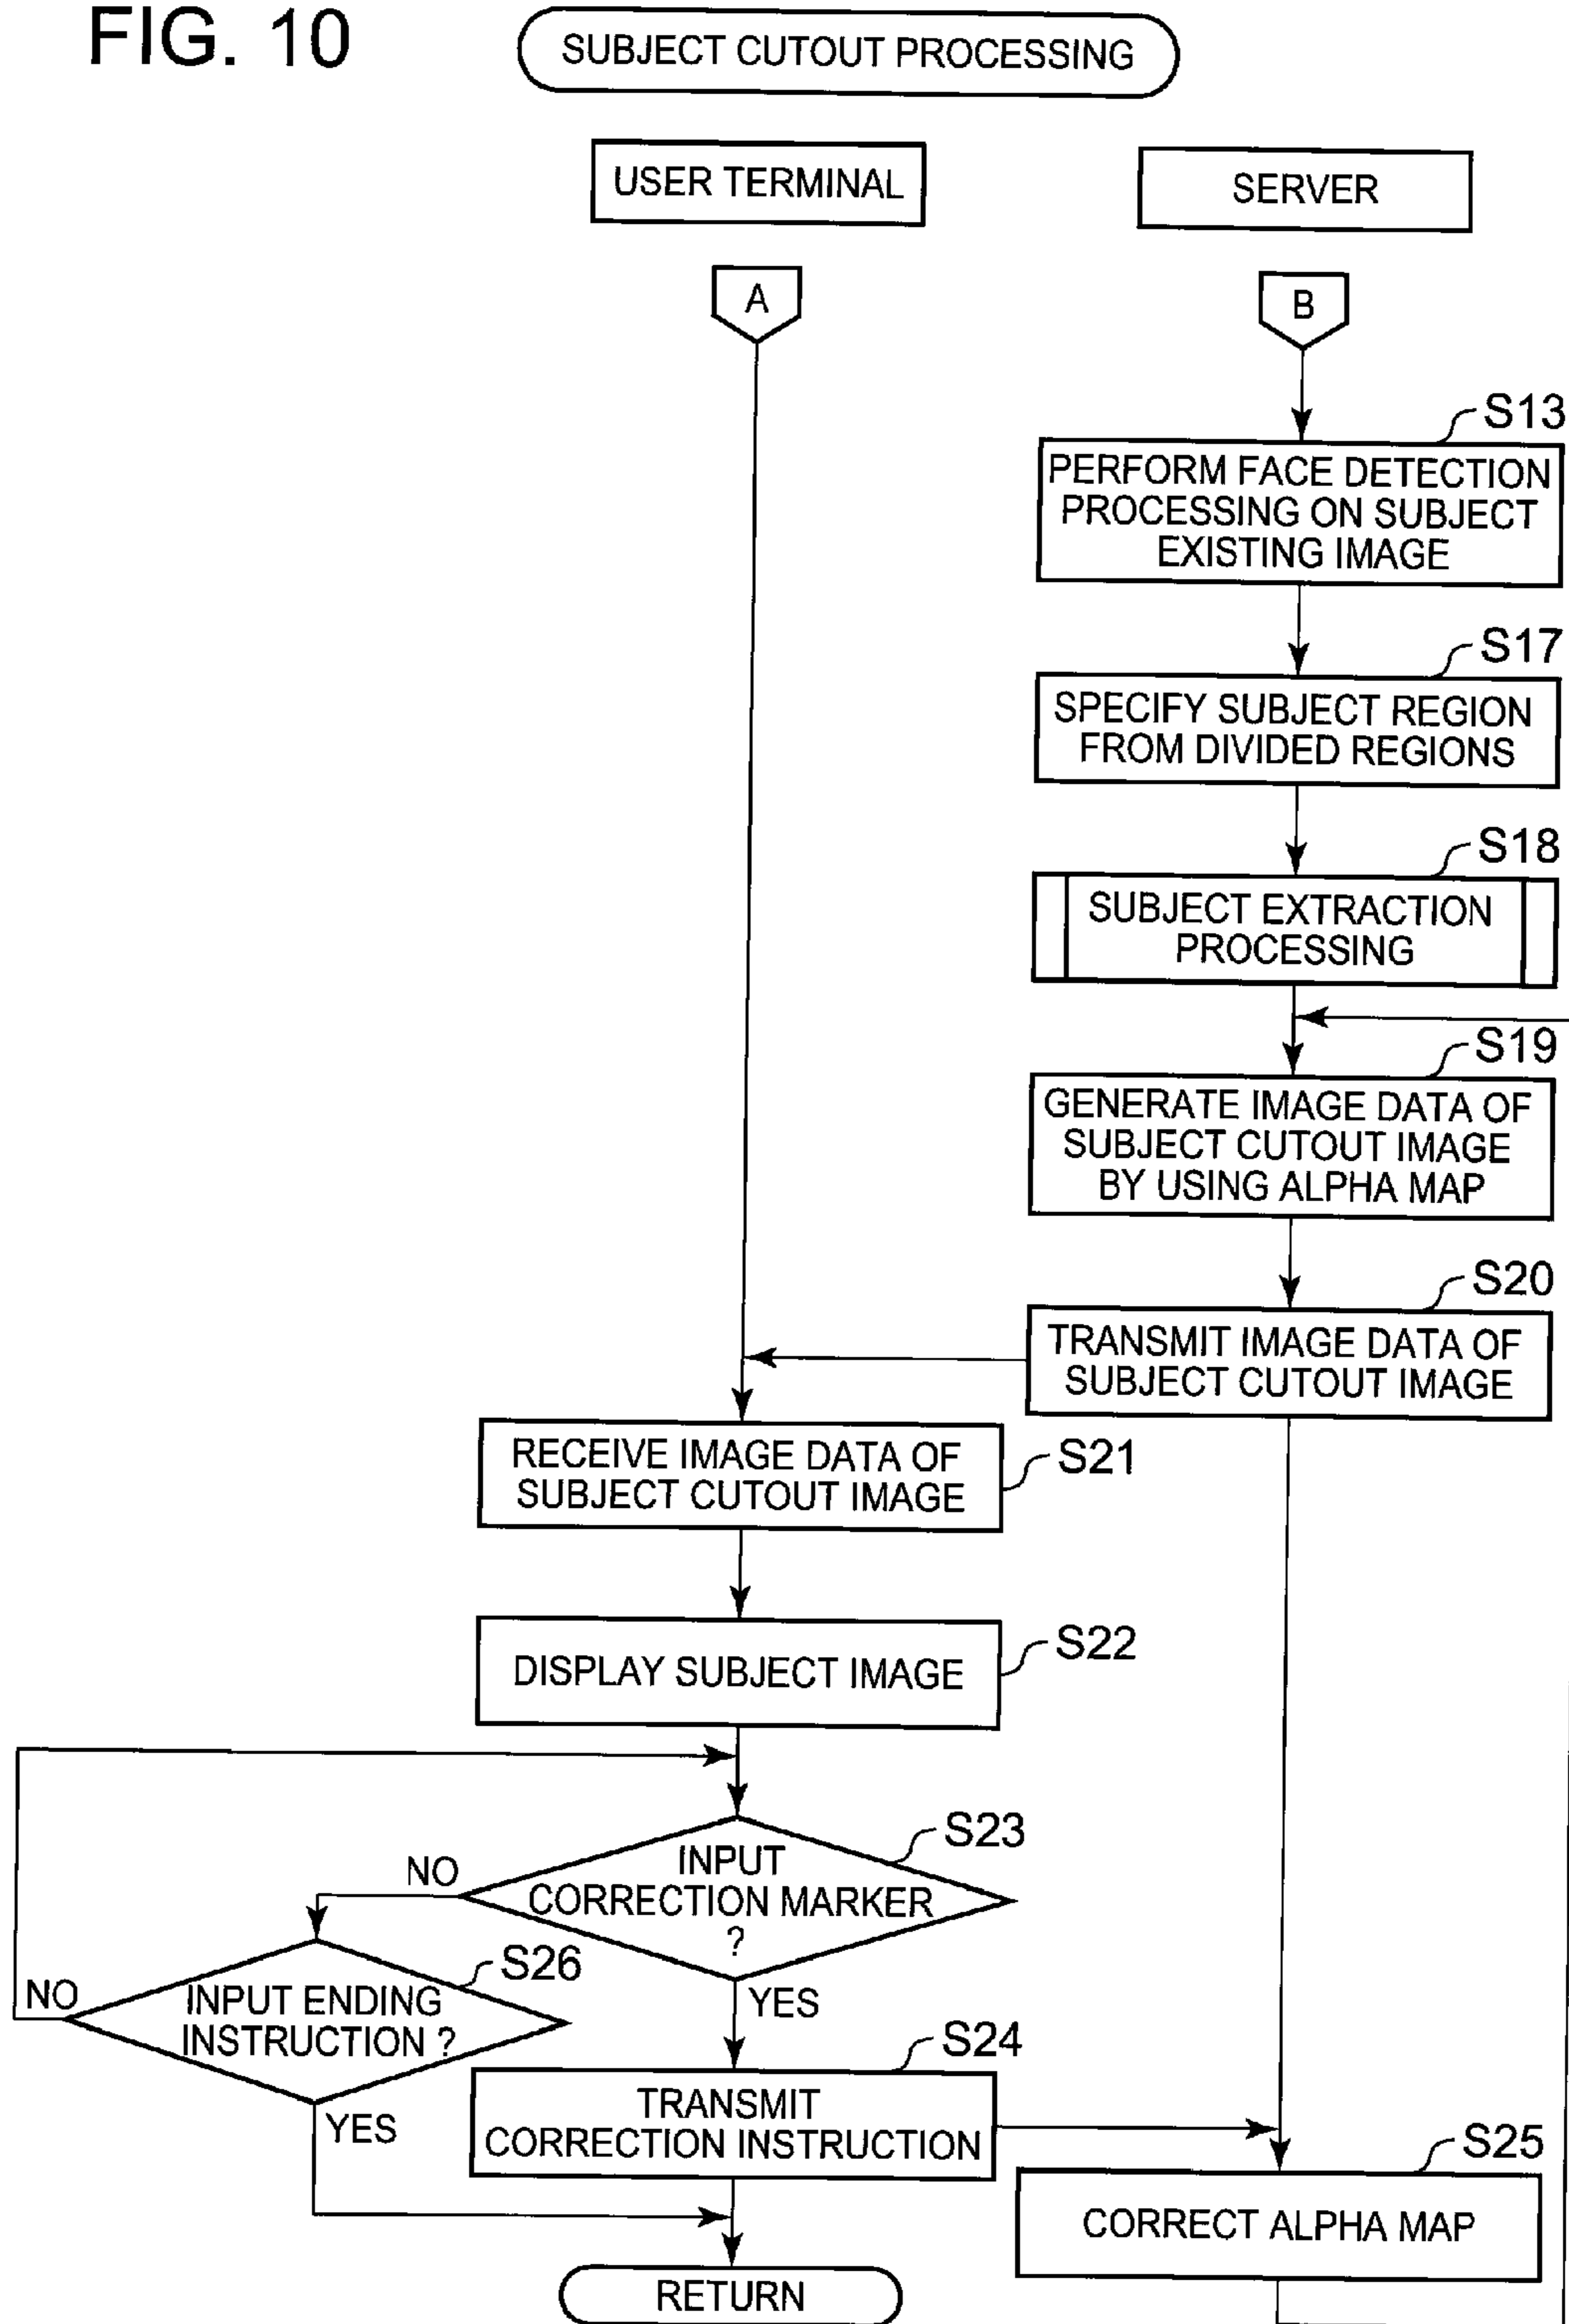 FIG. 10
SUBJECT CUTOUT PROCESSING
USER TERMINAL
SERVER
A
B
S13
PERFORM FACE DETECTION
PROCESSING ON SUBJECT
EXISTING IMAGE
S17
SPECIFY SUBJECT REGION
FROM DIVIDED REGIONS
S18
SUBJECT EXTRACTION
PROCESSING
S19
GENERATE IMAGE DATA OF
SUBJECT CUTOUT IMAGE
BY USING ALPHA MAP
S20
TRANSMIT IMAGE DATA OF
SUBJECT CUTOUT IMAGE
RECEIVE IMAGE DATA OF
SUBJECT CUTOUT IMAGE
S21
DISPLAY SUBJECT IMAGE
S22
S23
INPUT
CORRECTION MARKER
?
NO
YES
S26
INPUT ENDING
INSTRUCTION ?
NO
YES
S24
TRANSMIT
CORRECTION INSTRUCTION
S25
CORRECT ALPHA MAP
RETURN